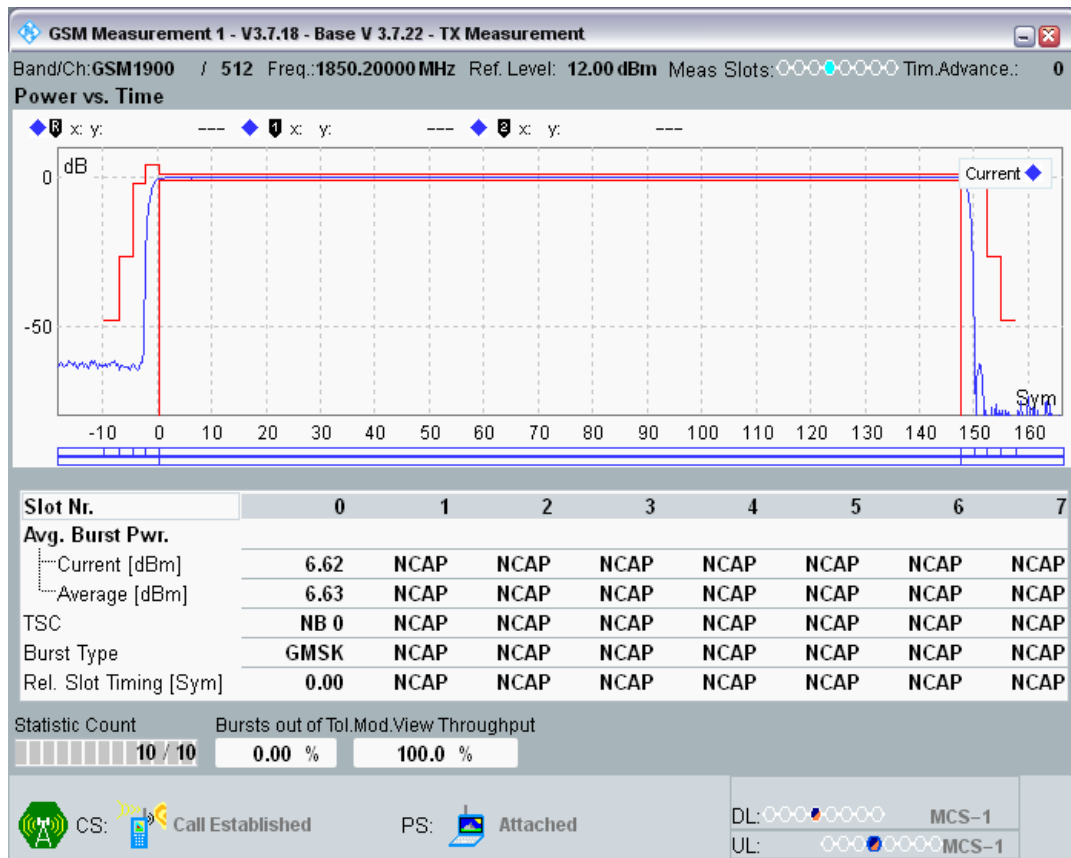 GSM Measurement 1 - V3.7.18 - Base V 3.7.22 - TX Measurement
Band/Ch:GSM1900 / 512 Freq.:1850.20000 MHz Ref. Level: 12.00 dBm Meas Slots: Tim.Advance.: 0
Power vs. Time
R x: y: --- 1 x: y: --- 2 x: y: ---
dB
Current
0
-50
Sym
-10 0 10 20 30 40 50 60 70 80 90 100 110 120 130 140 150 160
Slot Nr. 0 1 2 3 4 5 6 7
Avg. Burst Pwr.
Current [dBm] 6.62 NCAP NCAP NCAP NCAP NCAP NCAP NCAP
Average [dBm] 6.63 NCAP NCAP NCAP NCAP NCAP NCAP NCAP
TSC NB 0 NCAP NCAP NCAP NCAP NCAP NCAP NCAP
Burst Type GMSK NCAP NCAP NCAP NCAP NCAP NCAP NCAP
Rel. Slot Timing [Sym] 0.00 NCAP NCAP NCAP NCAP NCAP NCAP NCAP
Statistic Count Bursts out of Tol. Mod.View Throughput
10 / 10 0.00 % 100.0 %
CS: Call Established PS: Attached DL: MCS-1
UL: MCS-1